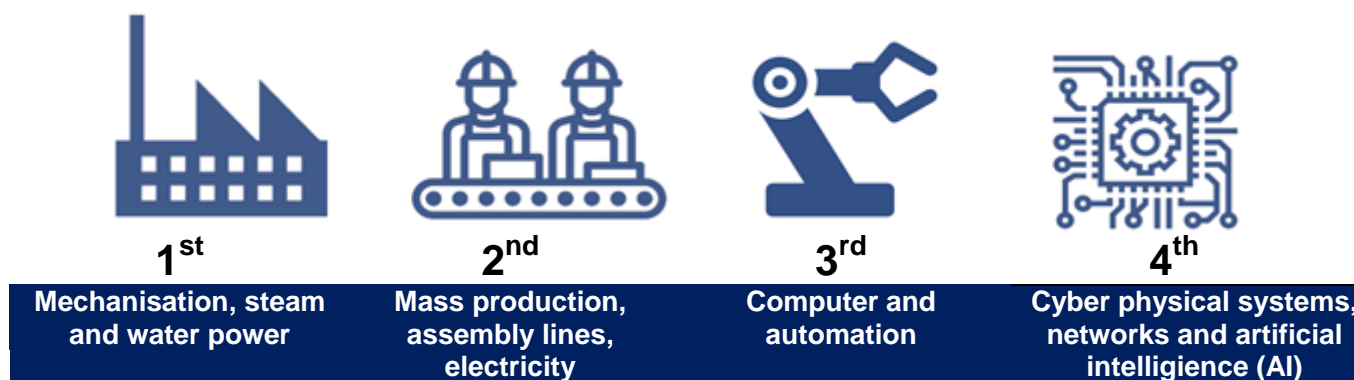 1st
Mechanisation, steam
and water power
2nd
Mass production,
assembly lines,
electricity
3rd
Computer and
automation
4th
Cyber physical systems,
networks and artificial
intelligience (AI)